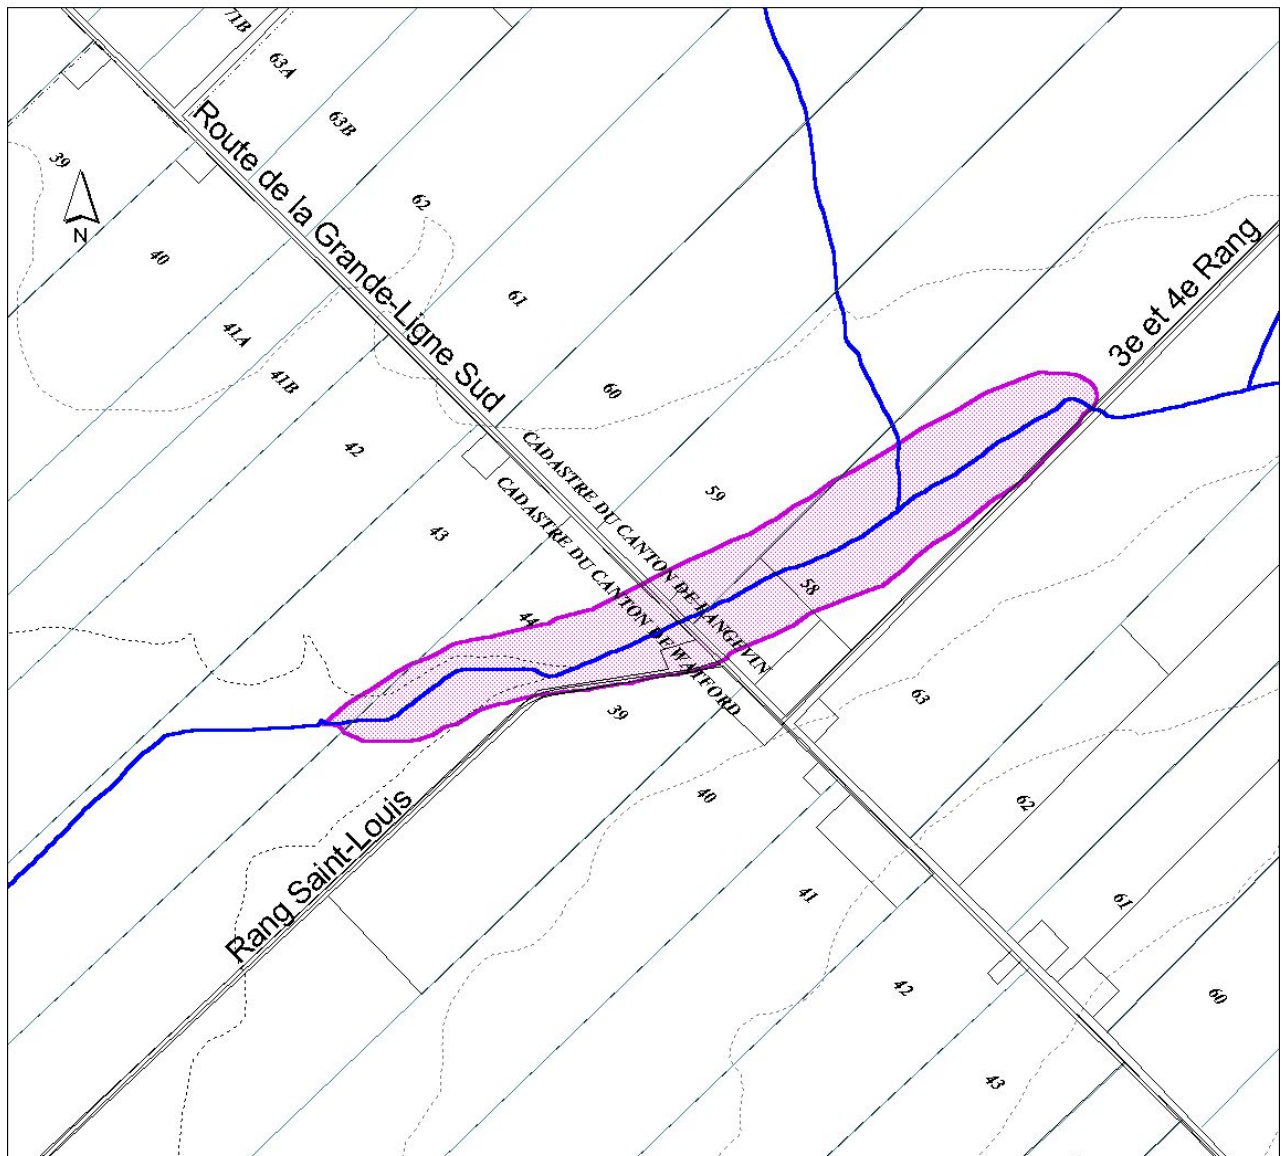 71B
63A
63B
39
N
40
62
Route de la Grande-Ligne Sud
61
3e et 4e Rang
41A
41B
60
42
43
59
CADASTRE DU CANTON DE LANGEVIN
CADASTRE DU CANTON DE WATFORD
58
44
39
63
40
62
Rang Saint-Louis
41
61
42
60
43